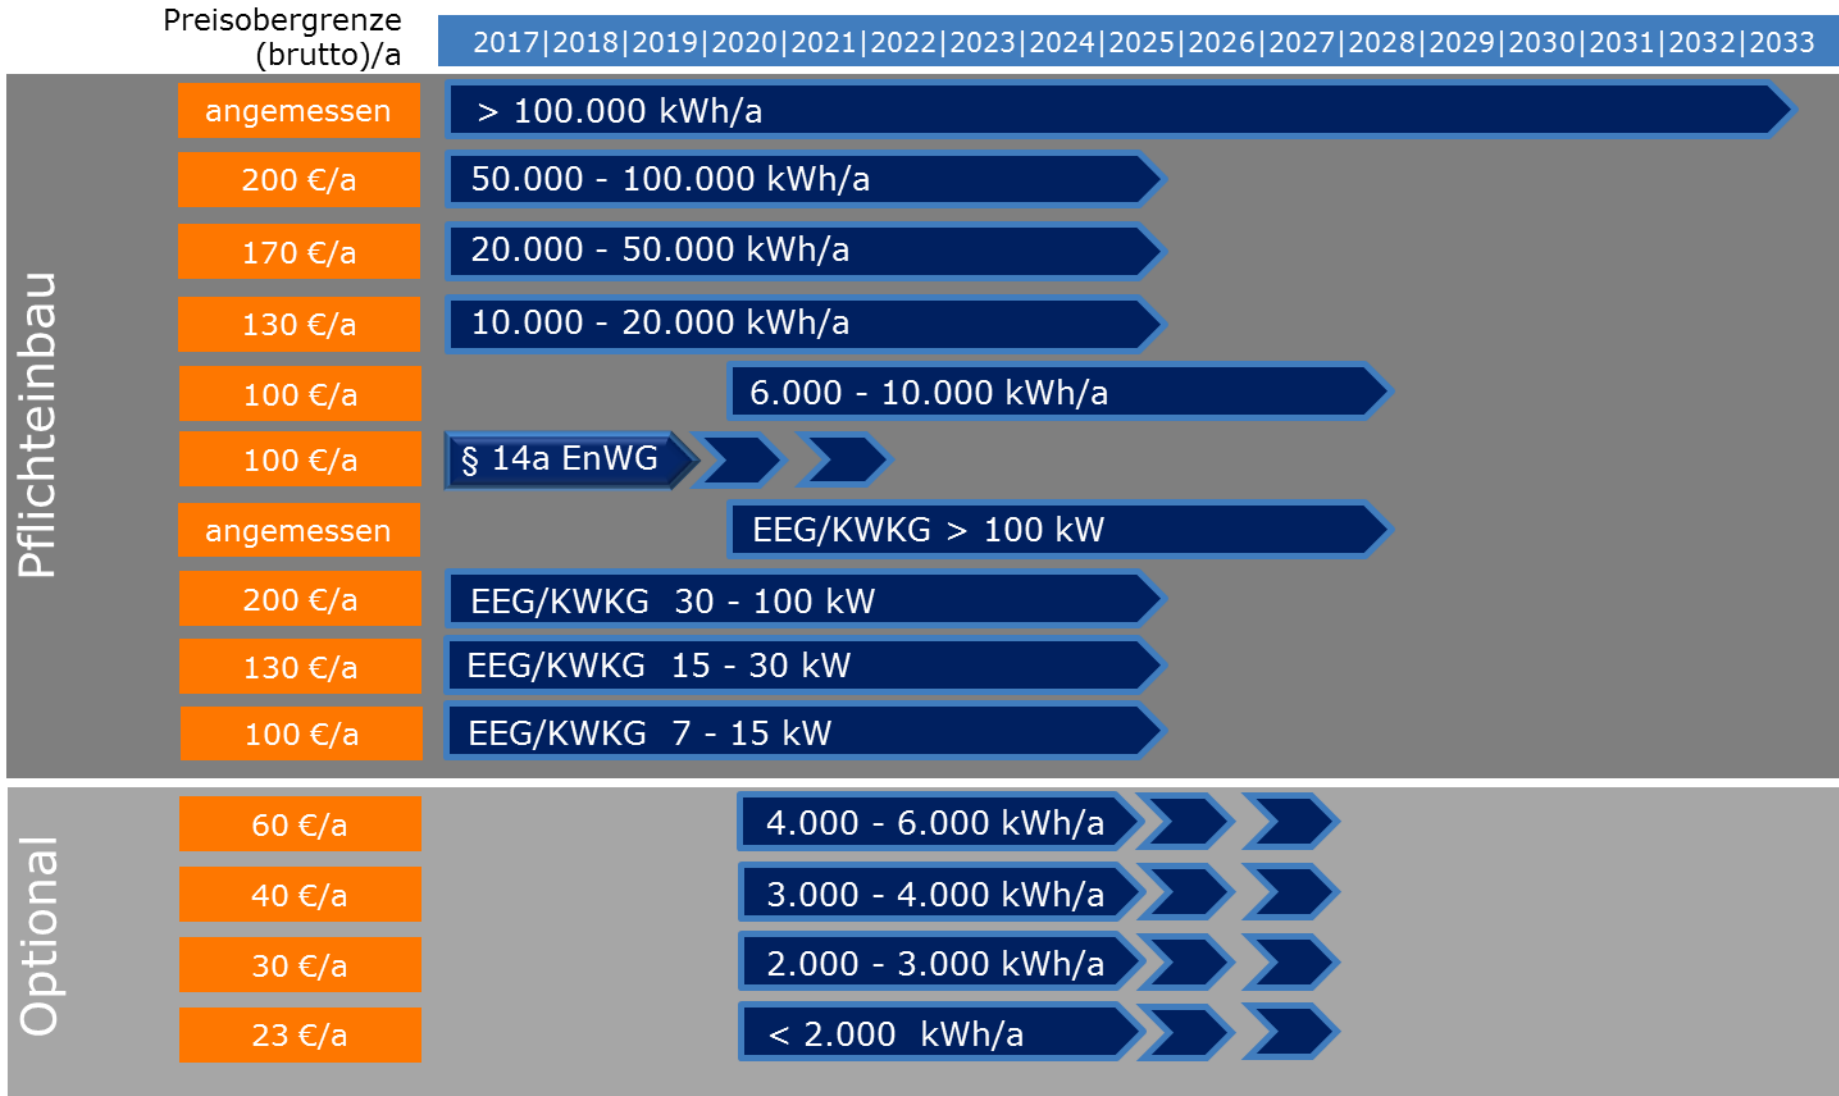 Preisobergrenze
(brutto)/a
2017|2018|2019|2020|2021|2022|2023|2024|2025|2026|2027|2028|2029|2030|2031|2032|2033
Pflichteinbau
angemessen
> 100.000 kWh/a
200 €/a
50.000 - 100.000 kWh/a
170 €/a
20.000 - 50.000 kWh/a
130 €/a
10.000 - 20.000 kWh/a
100 €/a
6.000 - 10.000 kWh/a
100 €/a
§ 14a EnWG
angemessen
EEG/KWKG > 100 kW
200 €/a
EEG/KWKG 30 - 100 kW
130 €/a
EEG/KWKG 15 - 30 kW
100 €/a
EEG/KWKG 7 - 15 kW
Optional
60 €/a
4.000 - 6.000 kWh/a
40 €/a
3.000 - 4.000 kWh/a
30 €/a
2.000 - 3.000 kWh/a
23 €/a
< 2.000 kWh/a